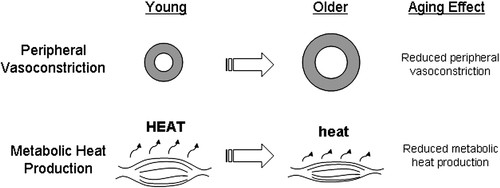 Young Older Aging Effect
Peripheral
Vasoconstriction
Reduced peripheral
vasoconstriction
HEAT heat
Metabolic Heat
Production
Reduced metabolic
heat production